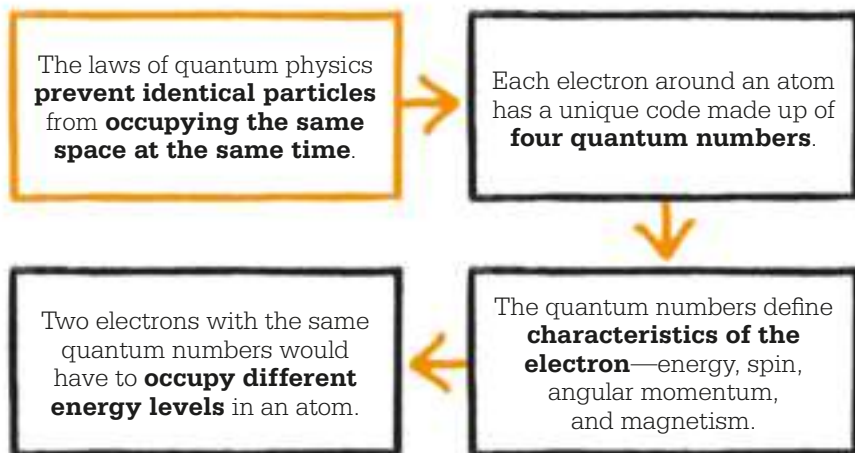 The laws of quantum physics
prevent identical particles
from occupying the same
space at the same time.
Each electron around an atom
has a unique code made up of
four quantum numbers.
The quantum numbers define
characteristics of the
electron—energy, spin,
angular momentum,
and magnetism.
Two electrons with the same
quantum numbers would
have to occupy different
energy levels in an atom.